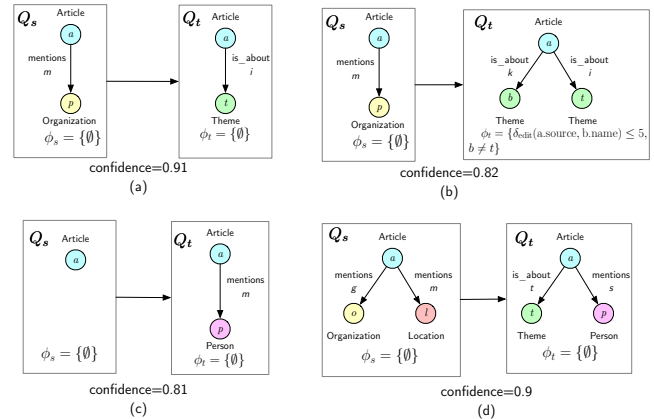 Qs Article a mentions m p Organization ϕs = {∅}
Qt Article a is_about i t Theme ϕt = {∅}
confidence=0.91
(a)
Qs Article a mentions m p Organization ϕs = {∅}
Qt Article a is_about k is_about i b t Theme Theme
ϕt = {δedit(a.source, b.name) ≤ 5,
b ≠ t}
confidence=0.82
(b)
Qs Article a ϕs = {∅}
Qt Article a mentions m p Person ϕt = {∅}
confidence=0.81
(c)
Qs Article a mentions g mentions m o l Organization Location ϕs = {∅}
Qt Article a is_about t mentions s t p Theme Person ϕt = {∅}
confidence=0.9
(d)